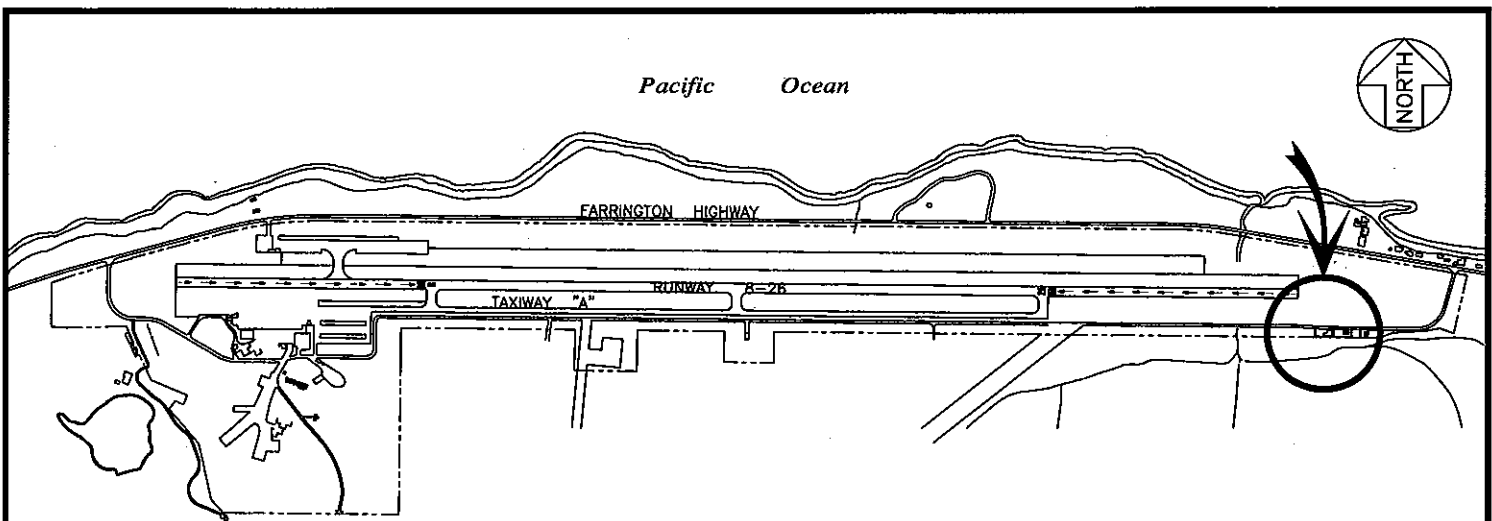 Pacific Ocean
NORTH
FARRINGTON HIGHWAY
RUNWAY 8-26
TAXIWAY "A"